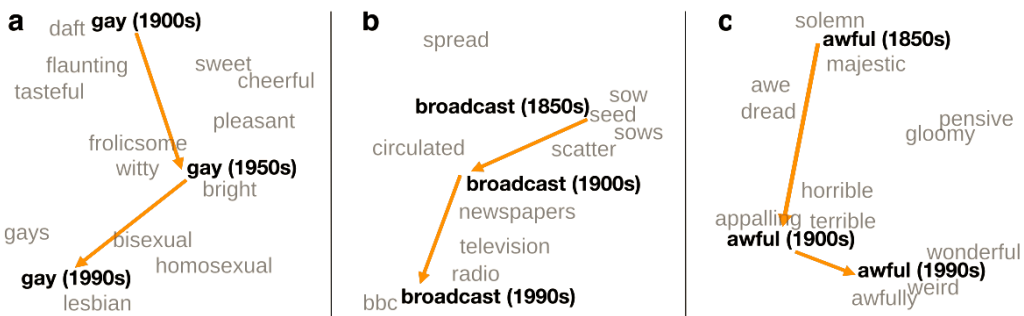 a
gay (1900s)
daft
flaunting
sweet
tasteful
cheerful
pleasant
frolicsome
witty
gay (1950s)
bright
gays
bisexual
homosexual
gay (1990s)
lesbian
b
spread
broadcast (1850s)
sow
seed
sows
circulated
scatter
broadcast (1900s)
newspapers
television
radio
bbc
broadcast (1990s)
c
solemn
awful (1850s)
majestic
awe
dread
pensive
gloomy
horrible
appalling
terrible
awful (1900s)
wonderful
awful (1990s)
weird
awfully